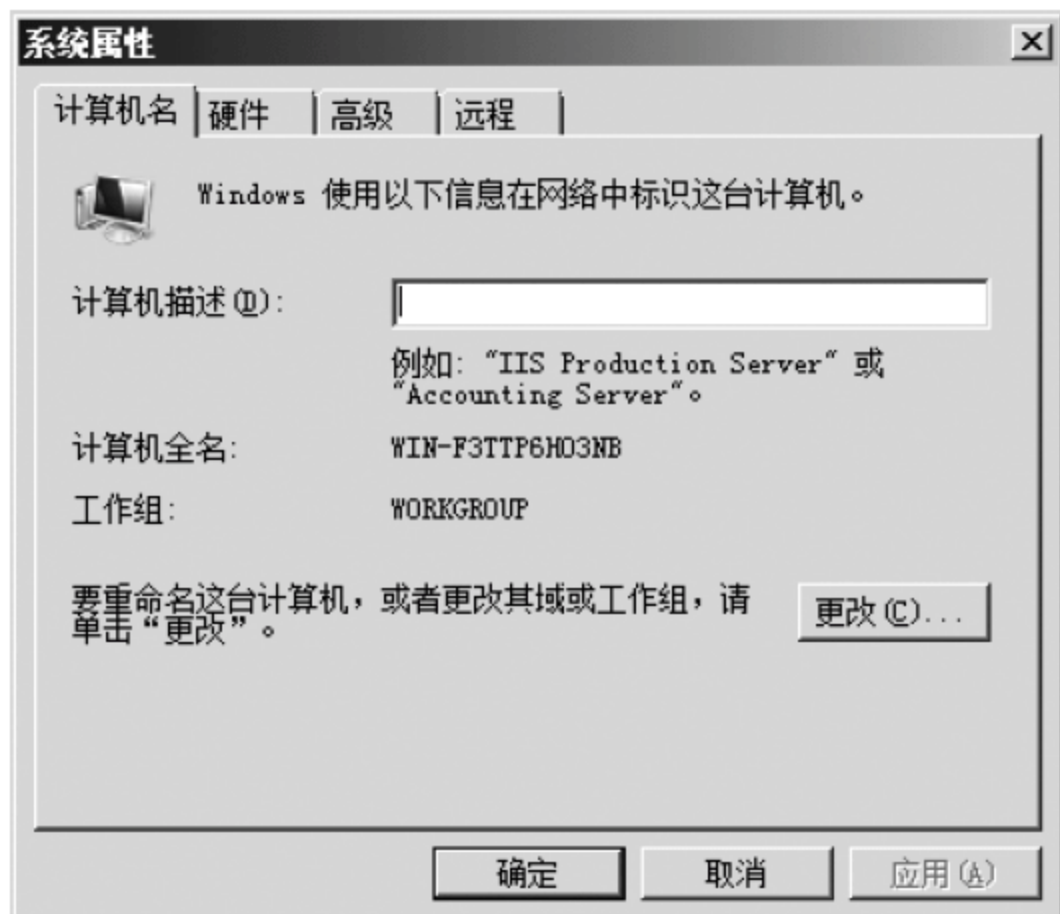 系统属性
计算机名 硬件 高级 远程
Windows 使用以下信息在网络中标识这台计算机。
计算机描述(D):
例如: "IIS Production Server" 或
"Accounting Server"。
计算机全名: WIN-F3TTP6HO3NB
工作组: WORKGROUP
要重命名这台计算机，或者更改其域或工作组，请
单击“更改”。
更改(C)...
确定 取消 应用(A)